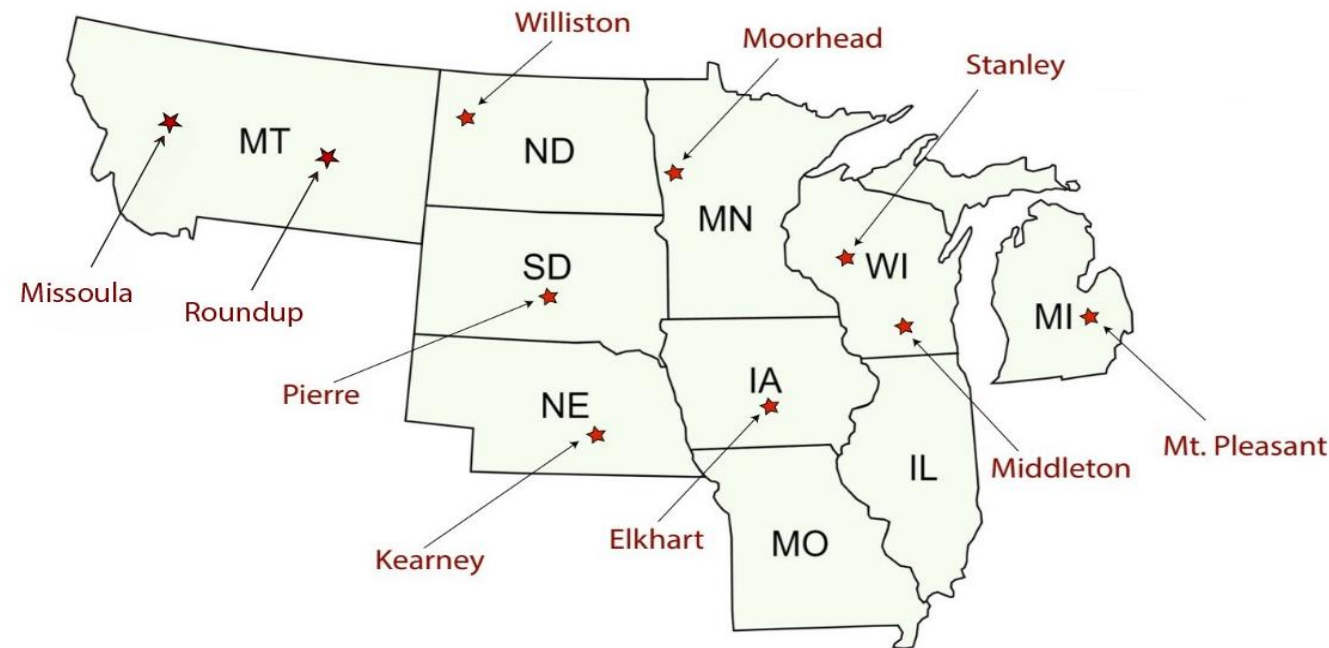 Williston
Moorhead
Stanley
MT
ND
MN
SD
WI
Missoula
Roundup
MI
Pierre
IA
NE
Mt. Pleasant
Middleton
IL
Elkhart
MO
Kearney